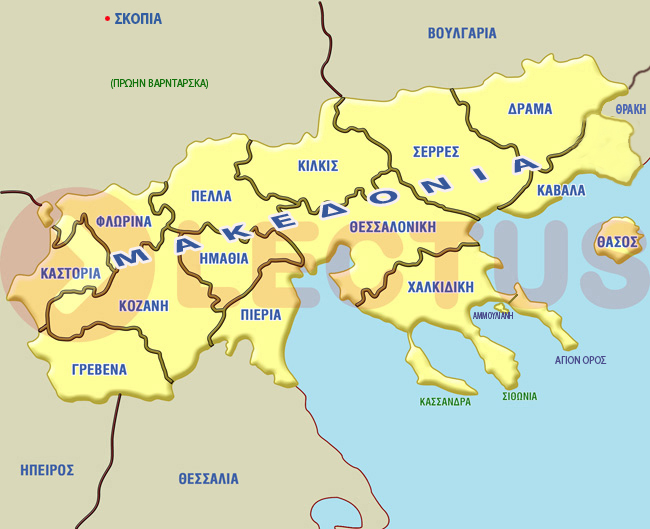 ΣΚΟΠΙΑ
ΒΟΥΛΓΑΡΙΑ
(ΠΡΩΗΝ ΒΑΡΝΤΑΡΣΚΑ)
ΔΡΑΜΑ
ΘΡΑΚΗ
ΣΕΡΡΕΣ
ΚΙΛΚΙΣ
ΠΕΛΛΑ
ΚΑΒΑΛΑ
ΜΑΚΕΔΟΝΙΑ
ΦΛΩΡΙΝΑ
ΘΕΣΣΑΛΟΝΙΚΗ
ΘΑΣΟΣ
ΗΜΑΘΙΑ
ΚΑΣΤΟΡΙΑ
LECTUS
ΧΑΛΚΙΔΙΚΗ
ΚΟΖΑΝΗ
ΠΙΕΡΙΑ
ΑΜΜΟΥΛΙΑΝΗ
ΑΓΙΟΝ ΟΡΟΣ
ΓΡΕΒΕΝΑ
ΣΙΘΩΝΙΑ
ΚΑΣΣΑΝΔΡΑ
ΗΠΕΙΡΟΣ
ΘΕΣΣΑΛΙΑ